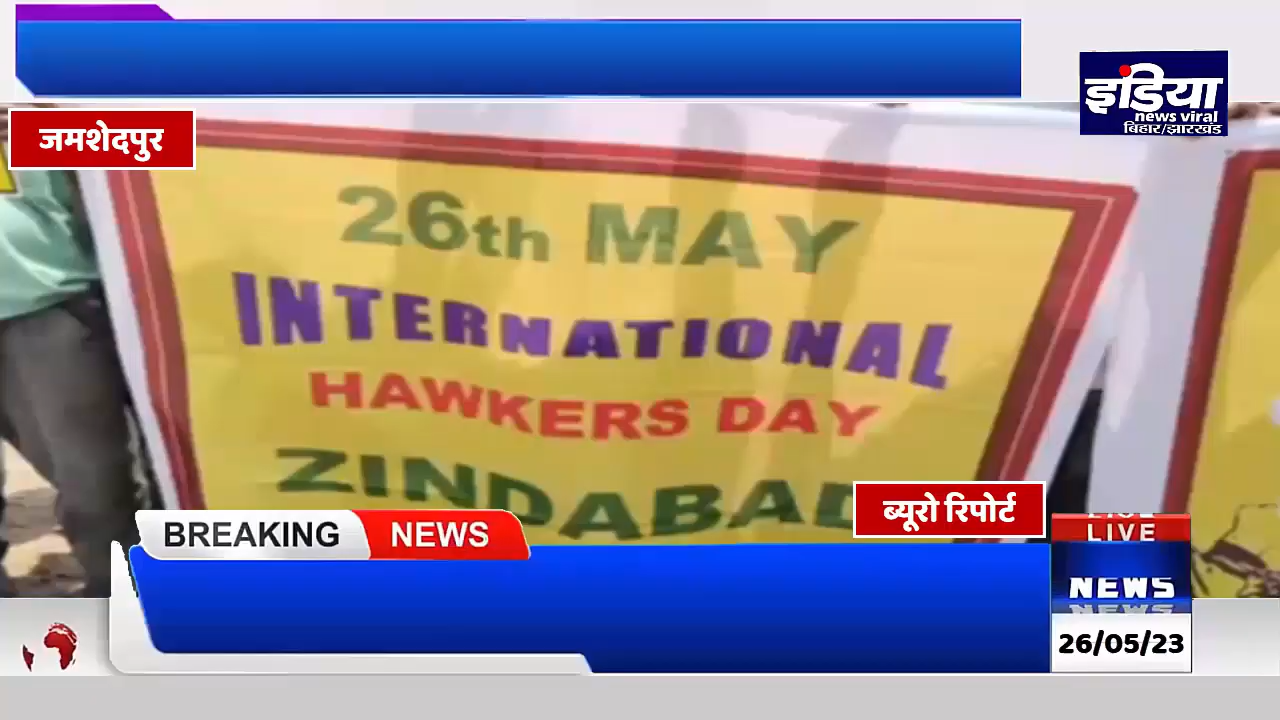 इंडिया
news viral
बिहार/झारखंड
जमशेदपुर
26th MAY
INTERNATIONAL
HAWKERS DAY
ZINDABAD
ब्यूरो रिपोर्ट
BREAKING NEWS
LIVE
NEWS
26/05/23